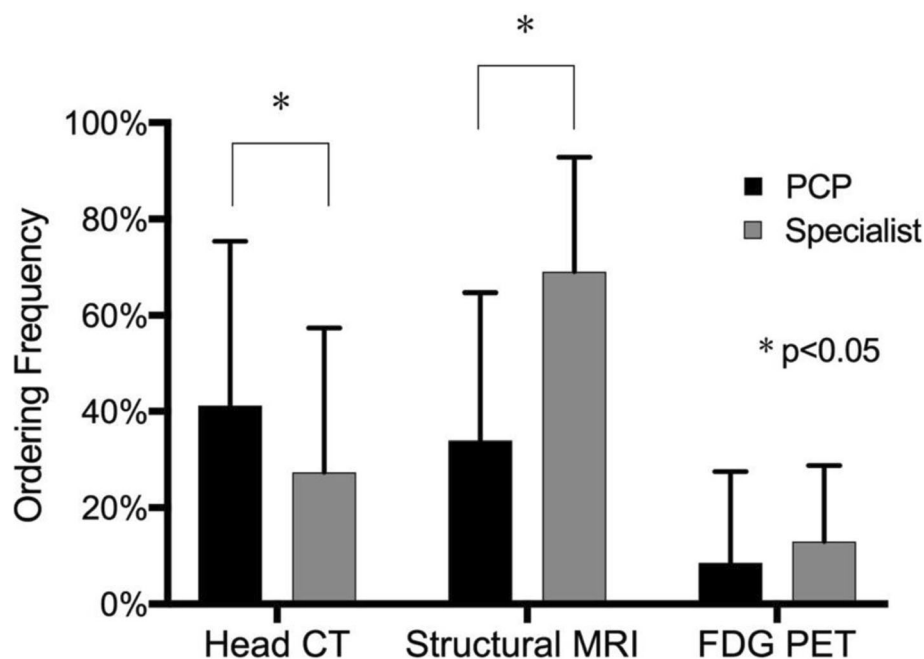 *
*
100%
80%
60%
40%
20%
0%
Ordering Frequency
PCP
Specialist
* p<0.05
Head CT
Structural MRI
FDG PET